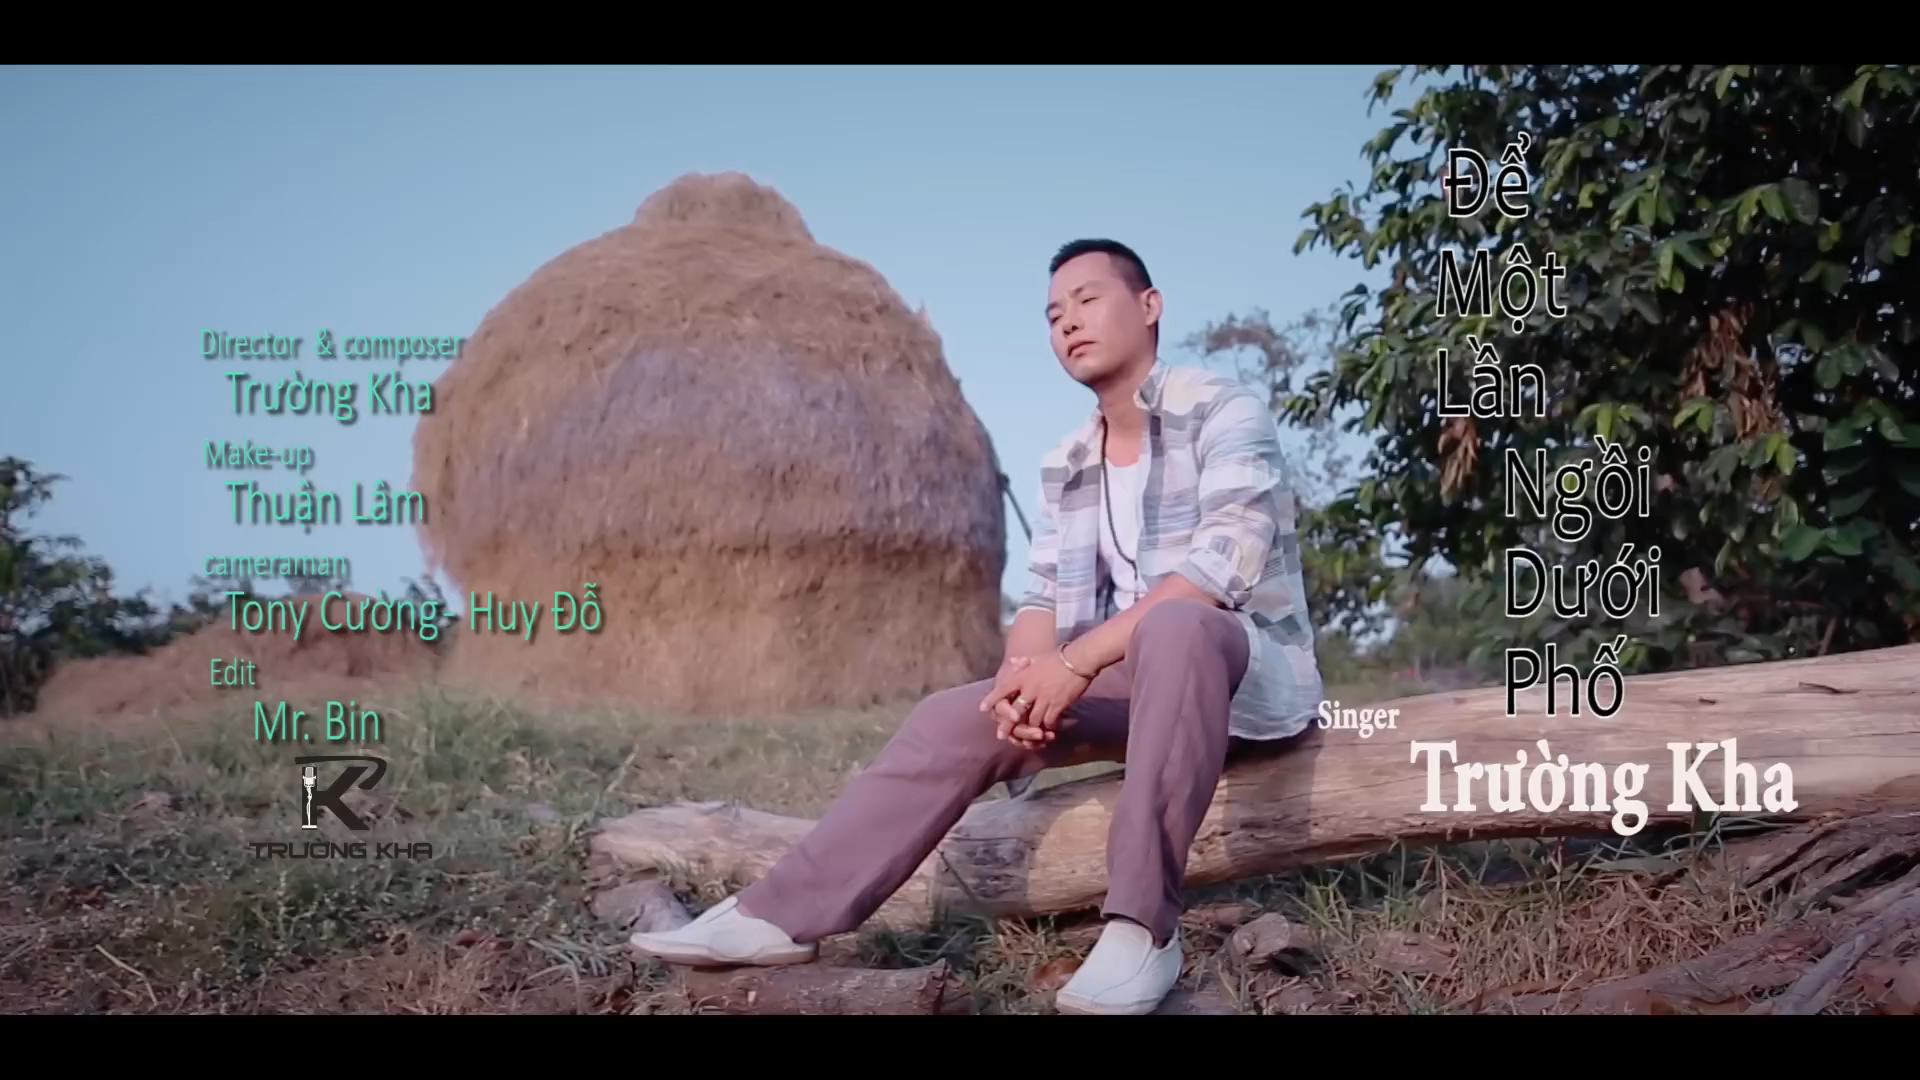 Director & composer
Trường Kha
Make-up
Thuận Lâm
cameraman
Tony Cường- Huy Đỗ
Edit
Mr. Bin
TRƯỜNG KHA
Để
Một
Lần
Ngồi
Dưới
Phố
Singer
Trường Kha